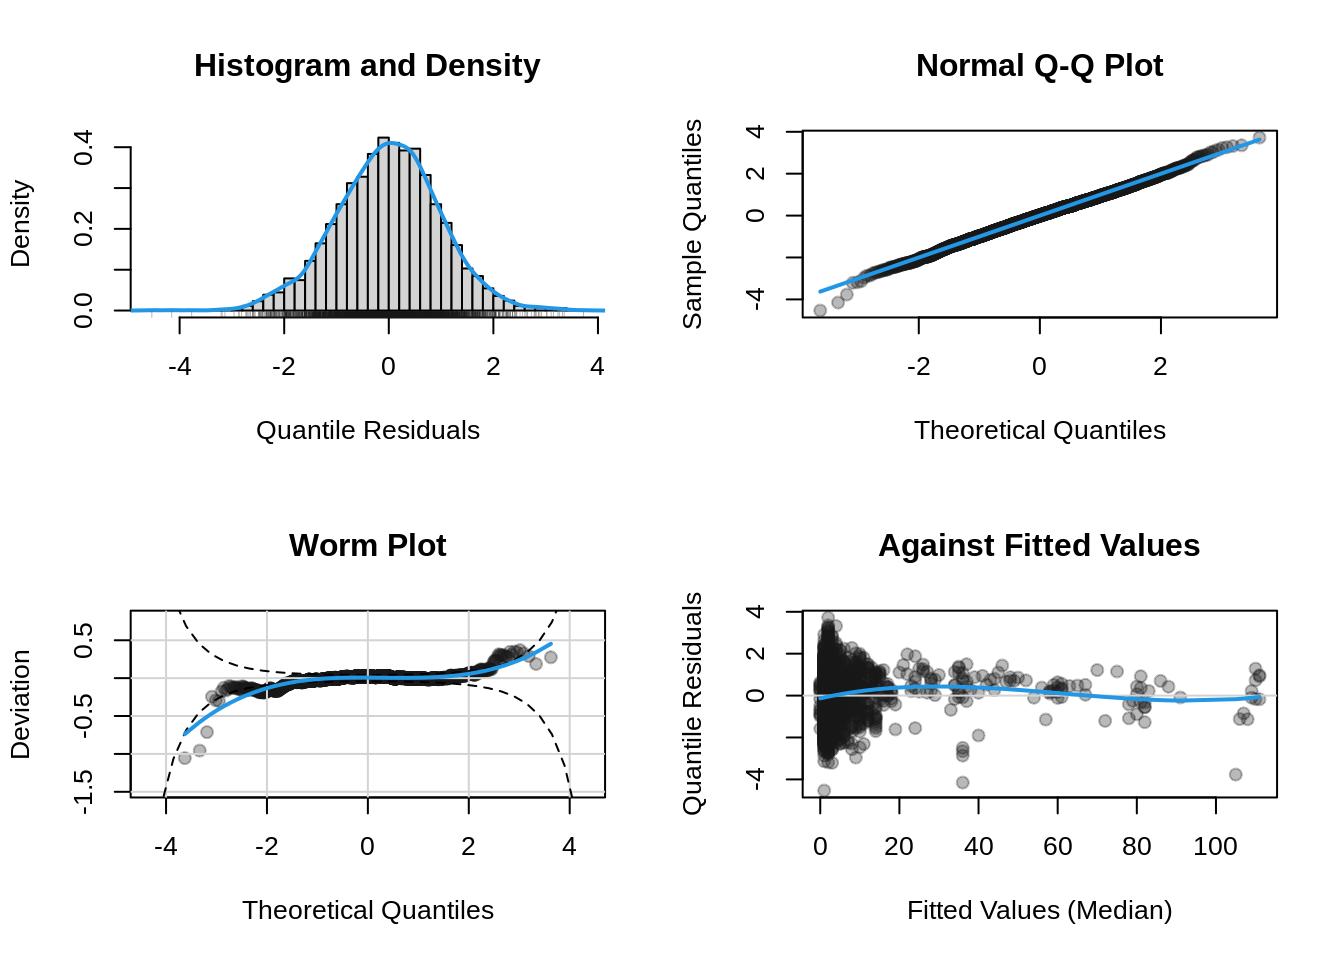 Histogram and Density
Density
0.0 0.2 0.4
-4 -2 0 2 4
Quantile Residuals
Normal Q-Q Plot
Sample Quantiles
-4 0 2 4
-2 0 2
Theoretical Quantiles
Worm Plot
Deviation
-1.5 -0.5 0.5
-4 -2 0 2 4
Theoretical Quantiles
Against Fitted Values
Quantile Residuals
-4 0 2 4
0 20 40 60 80 100
Fitted Values (Median)